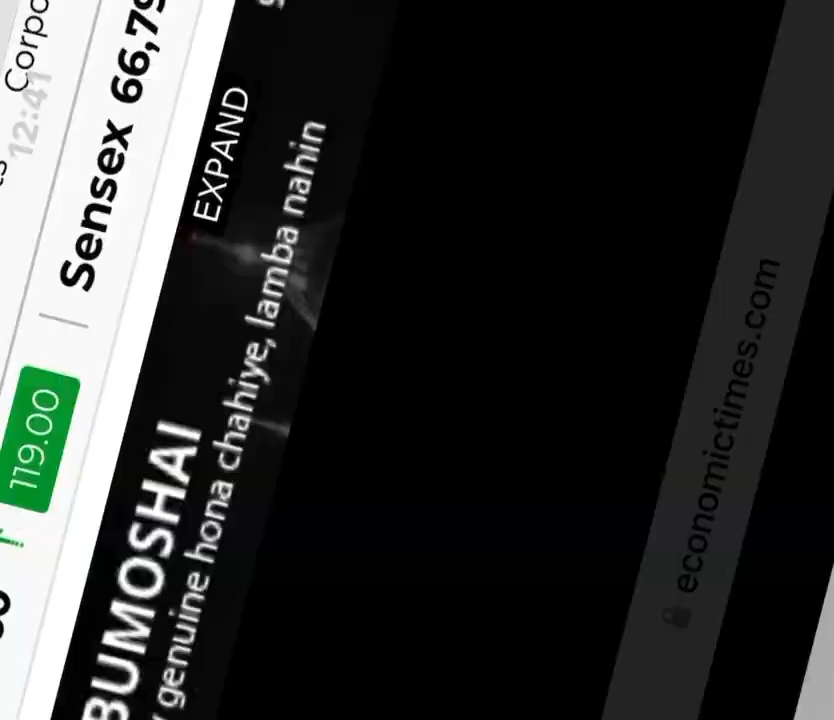 Corpo
12:41
119.00 | Sensex 66,79
EXPAND
BUMOSHAI
genuine hona chahiye, lamba nahin
economictimes.com